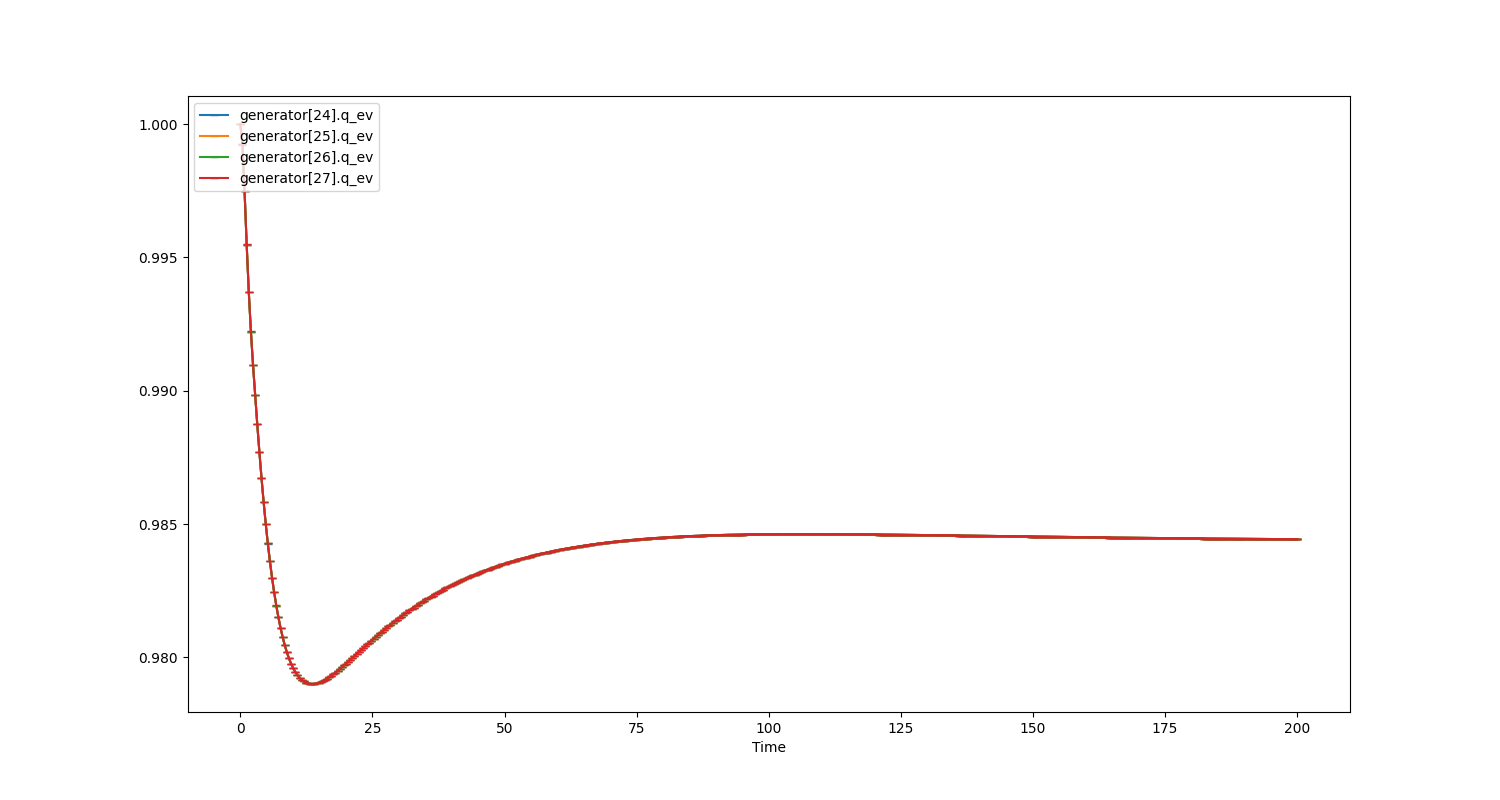 generator[24].q_ev
generator[25].q_ev
generator[26].q_ev
generator[27].q_ev
1.000
0.995
0.990
0.985
0.980
0 25 50 75 100 125 150 175 200
Time